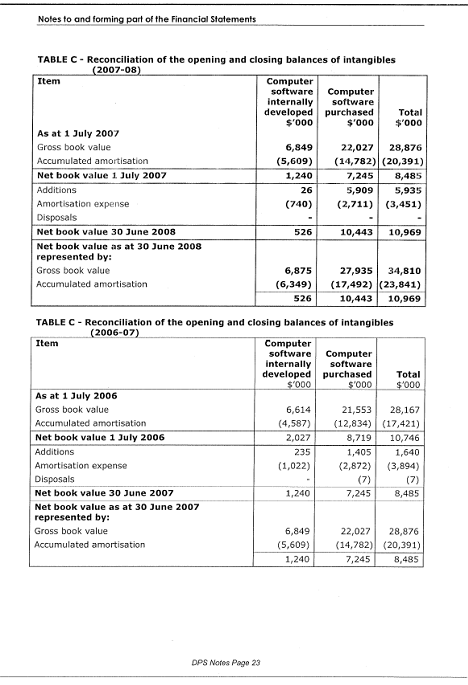 Notes to and forming part of the Financial Statements
TABLE C - Reconciliation of the opening and closing balances of intangibles
(2007-08)
Item Computer software internally developed $'000 Computer software purchased $'000 Total $'000
As at 1 July 2007
Gross book value 6,849 22,027 28,876
Accumulated amortisation (5,609) (14,782) (20,391)
Net book value 1 July 2007 1,240 7,245 8,485
Additions 26 5,909 5,935
Amortisation expense (740) (2,711) (3,451)
Disposals - - -
Net book value 30 June 2008 526 10,443 10,969
Net book value as at 30 June 2008
represented by:
Gross book value 6,875 27,935 34,810
Accumulated amortisation (6,349) (17,492) (23,841)
526 10,443 10,969
TABLE C - Reconciliation of the opening and closing balances of intangibles
(2006-07)
Item Computer software internally developed $'000 Computer software purchased $'000 Total $'000
As at 1 July 2006
Gross book value 6,614 21,553 28,167
Accumulated amortisation (4,587) (12,834) (17,421)
Net book value 1 July 2006 2,027 8,719 10,746
Additions 235 1,405 1,640
Amortisation expense (1,022) (2,872) (3,894)
Disposals - (7) (7)
Net book value 30 June 2007 1,240 7,245 8,485
Net book value as at 30 June 2007
represented by:
Gross book value 6,849 22,027 28,876
Accumulated amortisation (5,609) (14,782) (20,391)
1,240 7,245 8,485
DPS Notes Page 23